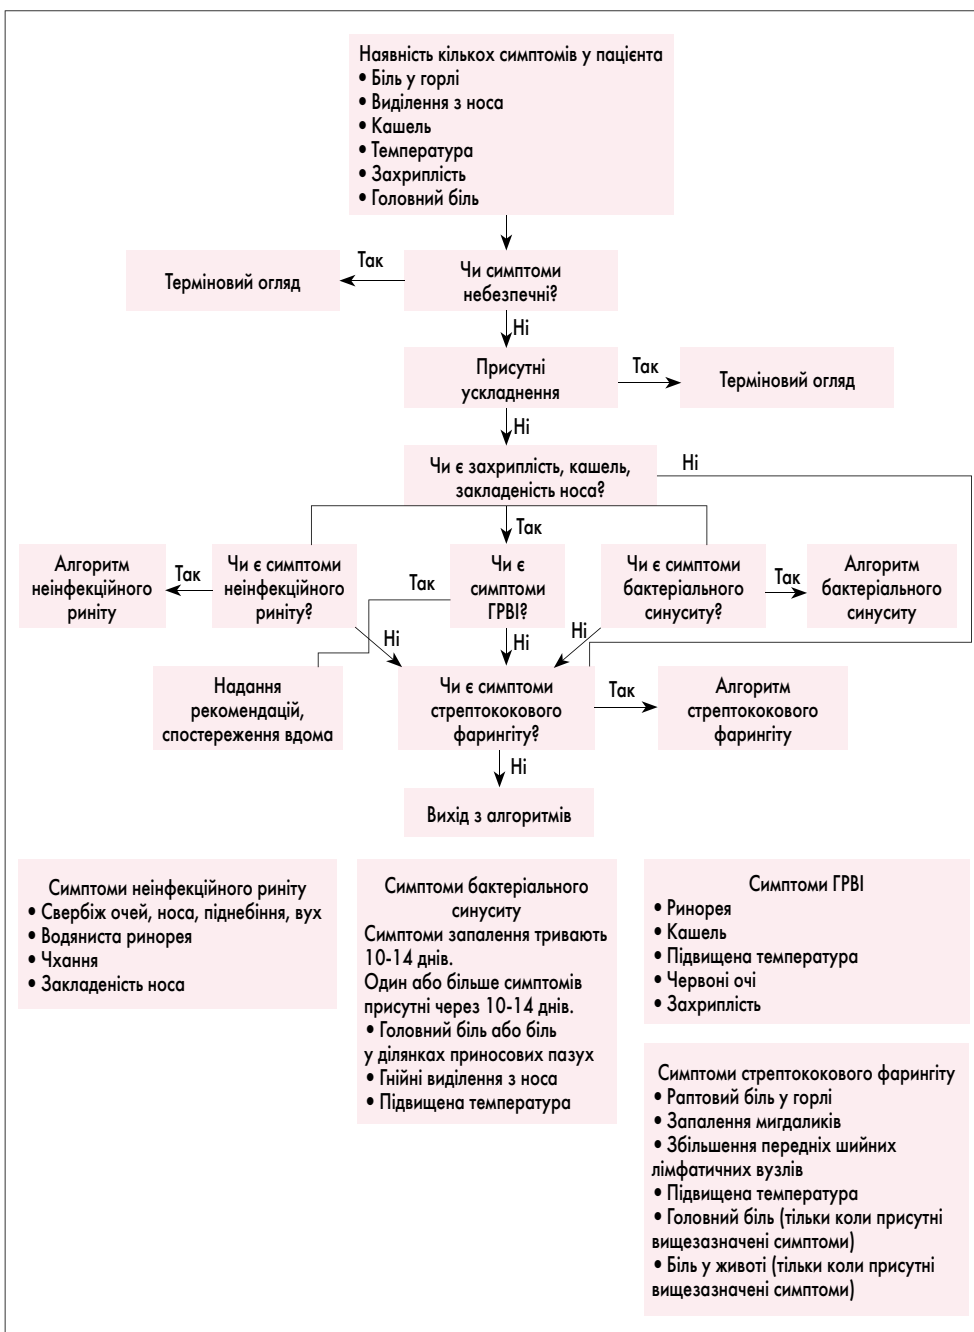 Наявність кількох симптомів у пацієнта
• Біль у горлі
• Виділення з носа
• Кашель
• Температура
• Захриплість
• Головний біль
Чи симптоми
небезпечні?
Так
Терміновий огляд
Ні
Присутні
ускладнення
Так
Терміновий огляд
Ні
Чи є захриплість, кашель,
закладеність носа?
Ні
Так
Алгоритм
неінфекційного
риніту
Так
Чи є симптоми
неінфекційного
риніту?
Так
Чи є
симптоми
ГРВІ?
Чи є симптоми
бактеріального
синуситу?
Так
Алгоритм
бактеріального
синуситу
Ні
Ні
Ні
Надання
рекомендацій,
спостереження вдома
Чи є симптоми
стрептококового
фарингіту?
Так
Алгоритм
стрептококового
фарингіту
Ні
Вихід з алгоритмів
Симптоми неінфекційного риніту
• Свербіж очей, носа, піднебіння, вух
• Водяниста ринорея
• Чхання
• Закладеність носа
Симптоми бактеріального
синуситу
Симптоми запалення тривають
10-14 днів.
Один або більше симптомів
присутні через 10-14 днів.
• Головний біль або біль
у ділянках приносових пазух
• Гнійні виділення з носа
• Підвищена температура
Симптоми ГРВІ
• Ринорея
• Кашель
• Підвищена температура
• Червоні очі
• Захриплість
Симптоми стрептококового фарингіту
• Раптовий біль у горлі
• Запалення мигдаликів
• Збільшення передніх шийних
лімфатичних вузлів
• Підвищена температура
• Головний біль (тільки коли присутні
вищезазначені симптоми)
• Біль у животі (тільки коли присутні
вищезазначені симптоми)